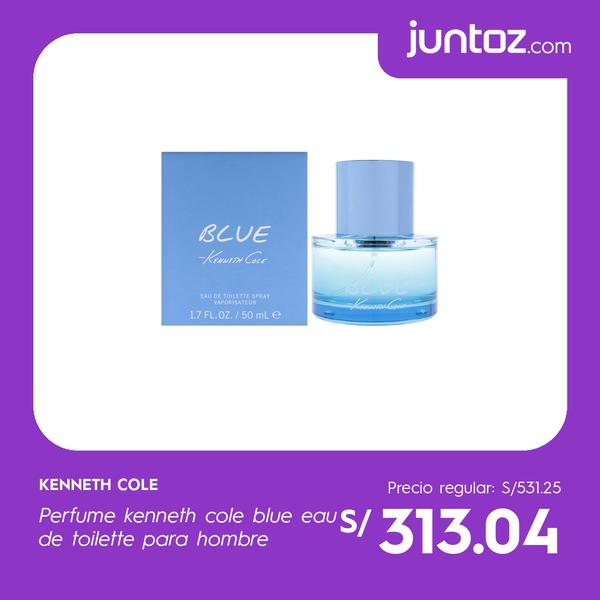 juntoz.com
BLUE
-KENNETH COLE
EAU DE TOILETTE SPRAY
VAPORISATEUR
1.7 FL.OZ. / 50 mL ℮
BLUE
-KENNETH COLE
KENNETH COLE
Precio regular: S/531.25
Perfume kenneth cole blue eau
de toilette para hombre
S/ 313.04